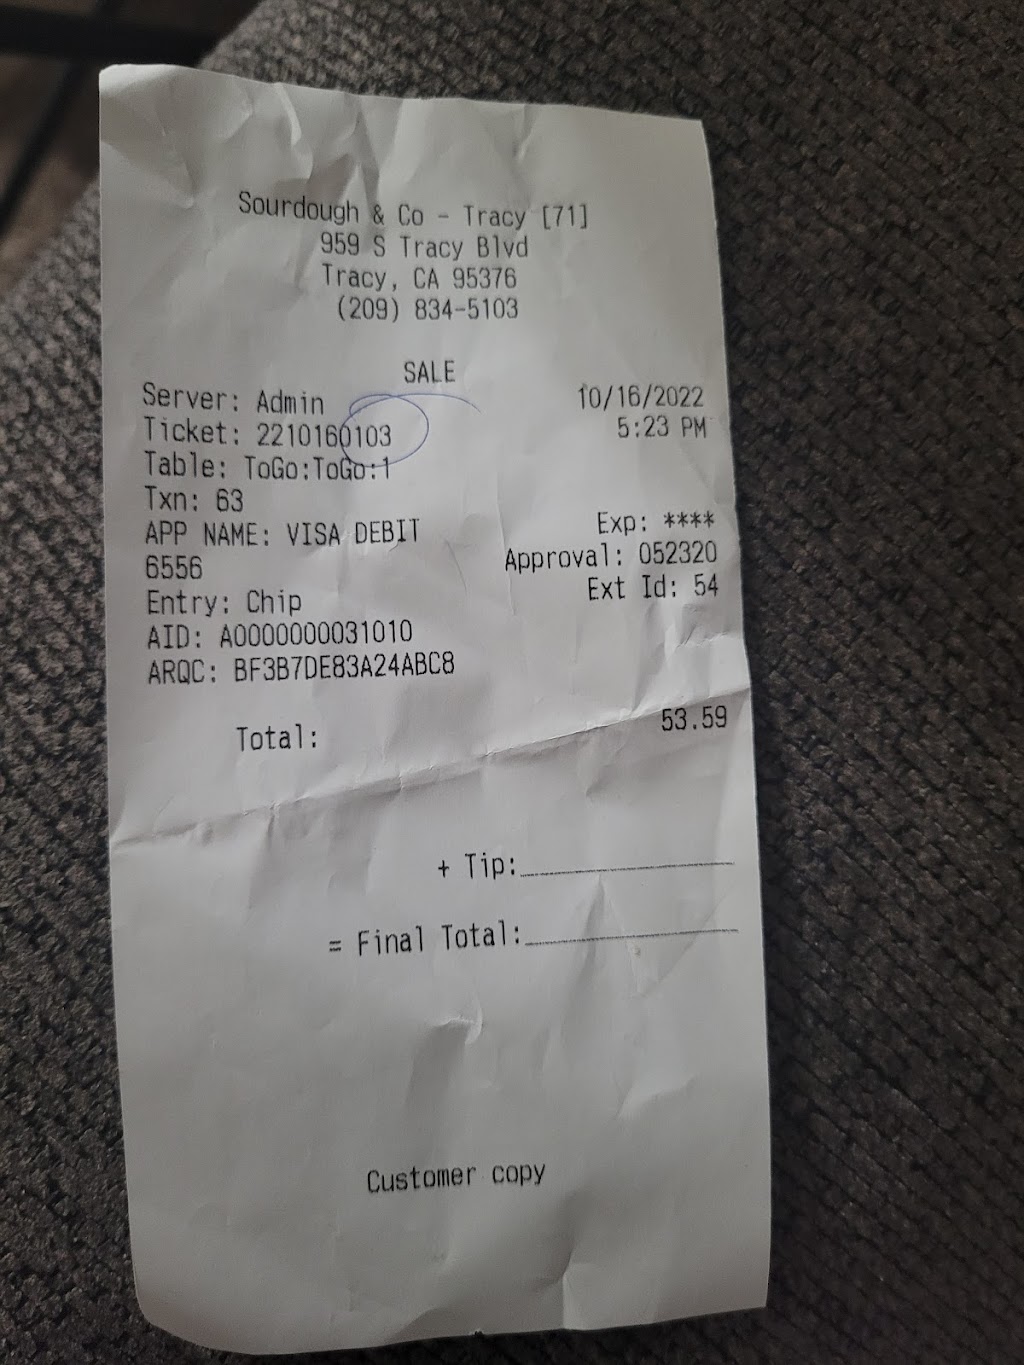 Sourdough & Co - Tracy [71]
959 S Tracy Blvd
Tracy, CA 95376
(209) 834-5103
SALE
Server: Admin 10/16/2022
Ticket: 2210160103 5:23 PM
Table: ToGo:ToGo:1
Txn: 63
APP NAME: VISA DEBIT Exp: ****
6556 Approval: 052320
Entry: Chip Ext Id: 54
AID: A0000000031010
ARQC: BF3B7DE83A24ABC8
Total: 53.59
+ Tip:
= Final Total:
Customer copy